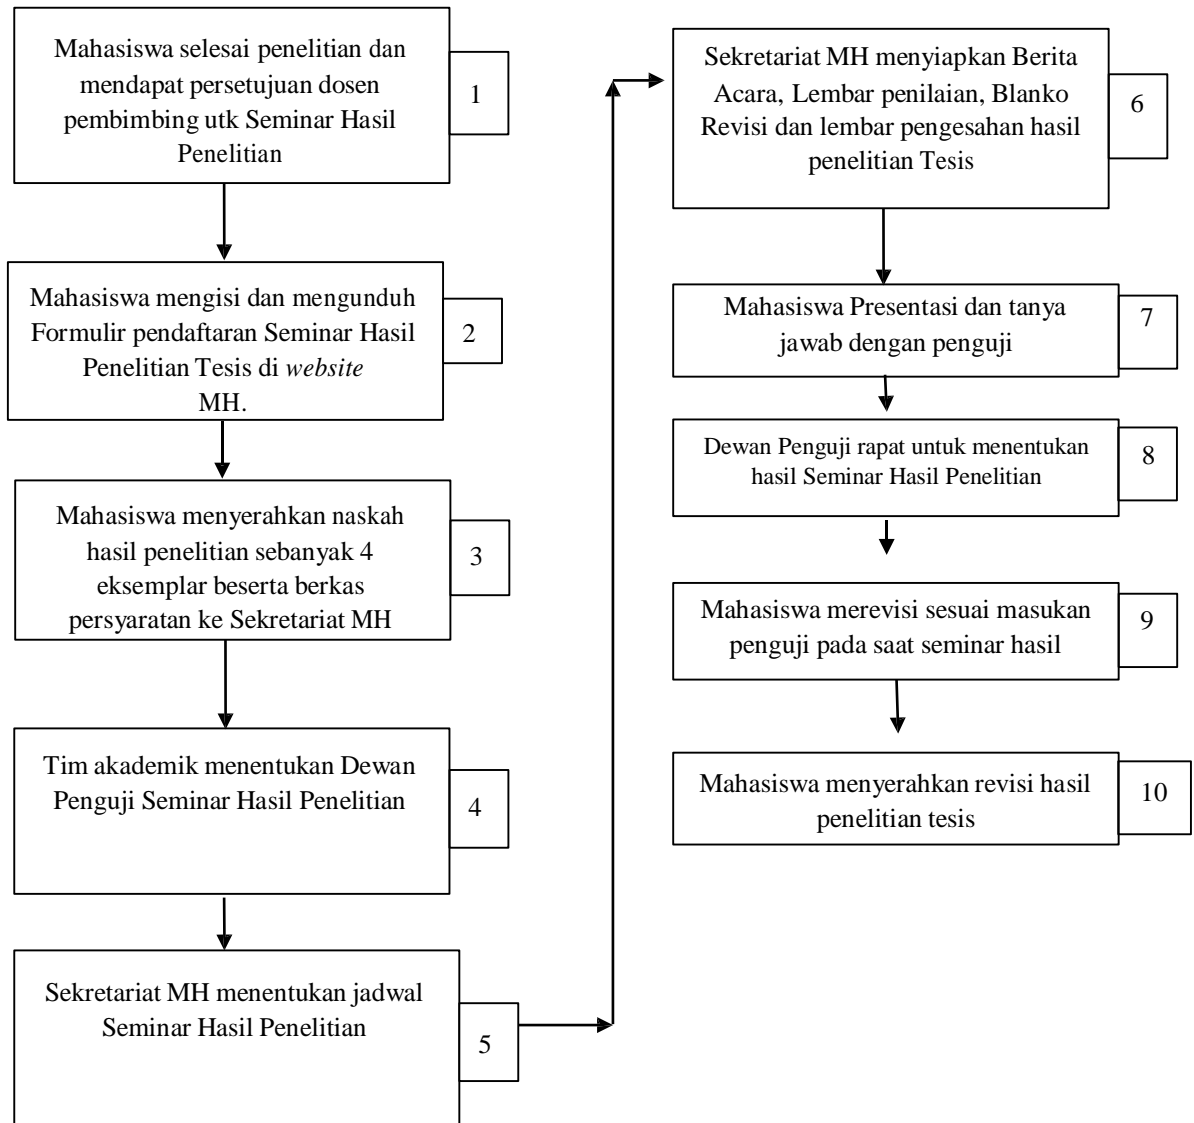 Mahasiswa selesai penelitian dan
mendapat persetujuan dosen
pembimbing utk Seminar Hasil
Penelitian
1
Mahasiswa mengisi dan mengunduh
Formulir pendaftaran Seminar Hasil
Penelitian Tesis di website
MH.
2
Mahasiswa menyerahkan naskah
hasil penelitian sebanyak 4
eksemplar beserta berkas
persyaratan ke Sekretariat MH
3
Tim akademik menentukan Dewan
Penguji Seminar Hasil Penelitian
4
Sekretariat MH menentukan jadwal
Seminar Hasil Penelitian
5
Sekretariat MH menyiapkan Berita
Acara, Lembar penilaian, Blanko
Revisi dan lembar pengesahan hasil
penelitian Tesis
6
Mahasiswa Presentasi dan tanya
jawab dengan penguji
7
Dewan Penguji rapat untuk menentukan
hasil Seminar Hasil Penelitian
8
Mahasiswa merevisi sesuai masukan
penguji pada saat seminar hasil
9
Mahasiswa menyerahkan revisi hasil
penelitian tesis
10